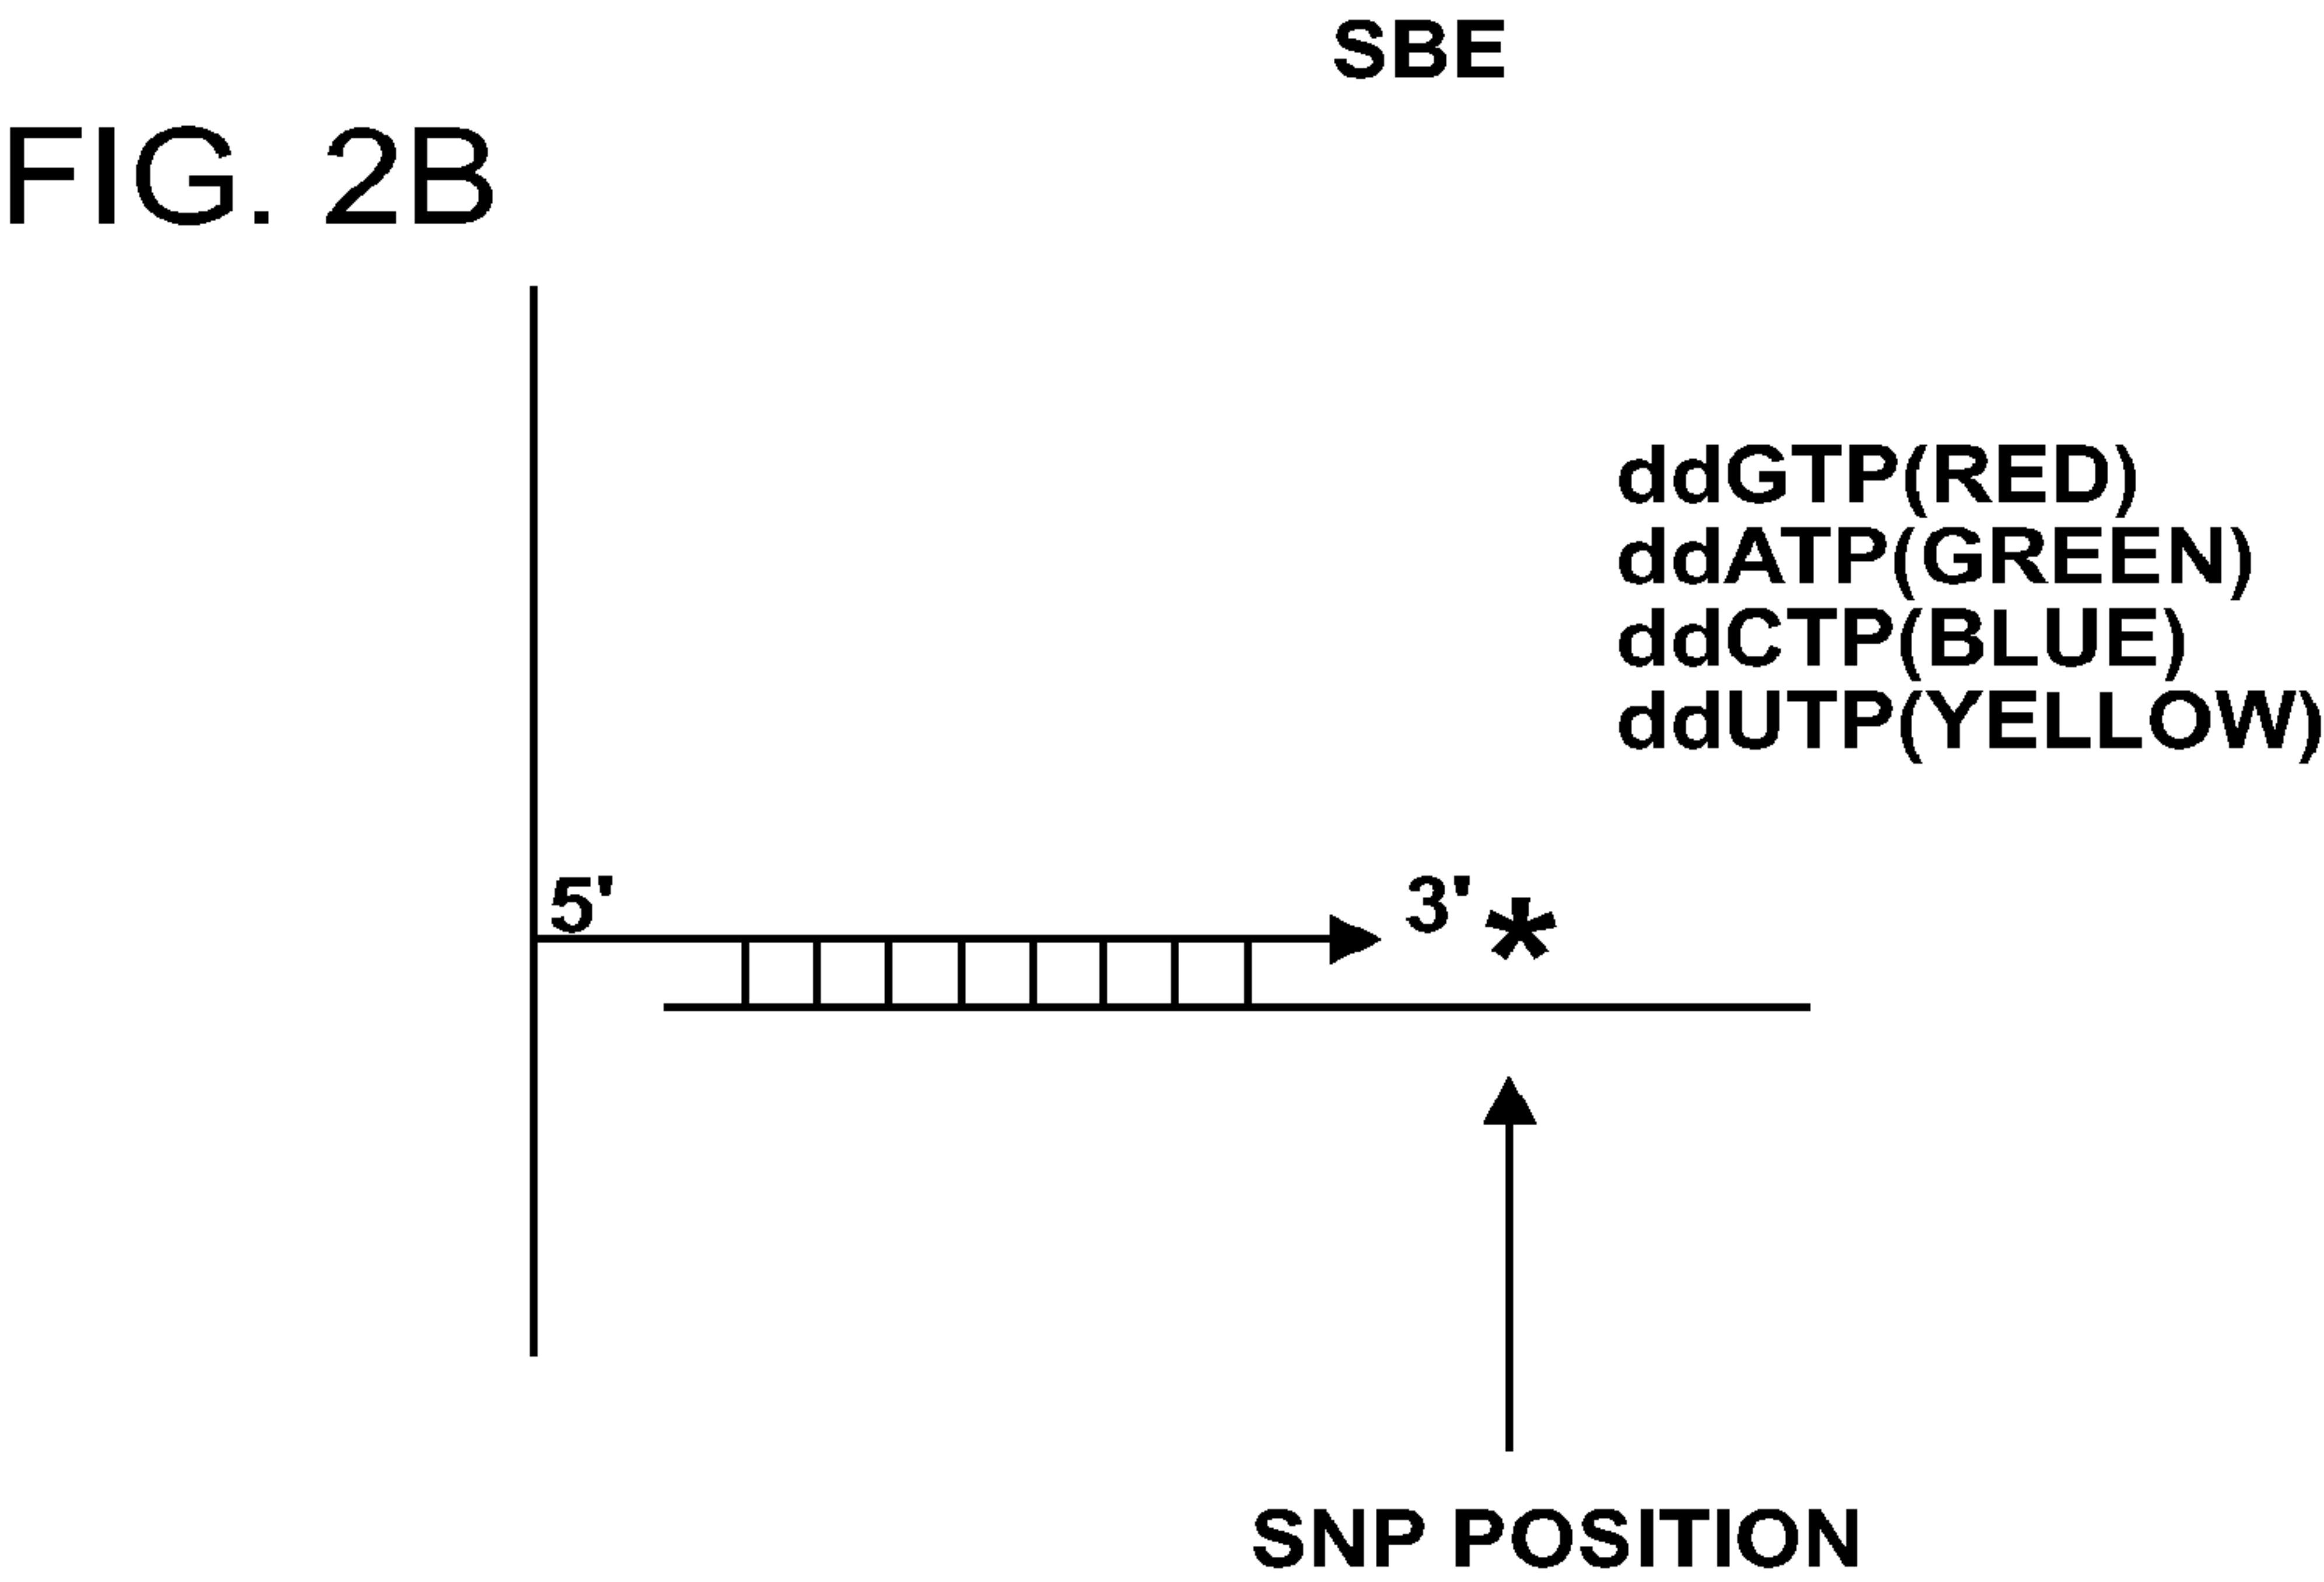 SBE
FIG. 2B
ddGTP(RED)
ddATP(GREEN)
ddCTP(BLUE)
ddUTP(YELLOW)
5' 3' *
SNP POSITION